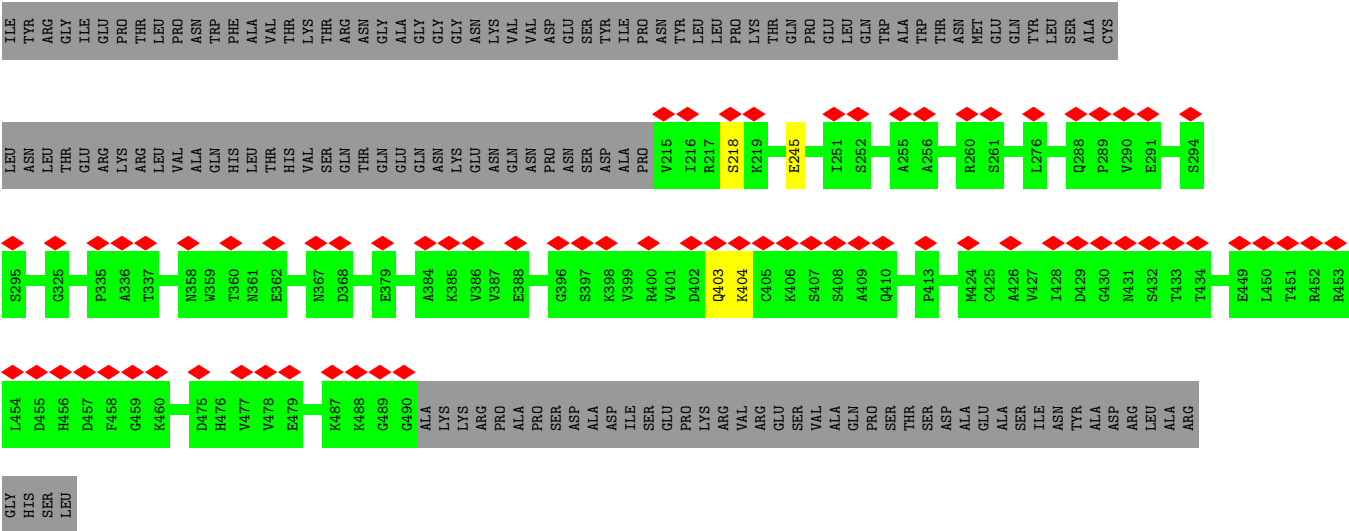 ILE TYR ARG GLY ILE GLU PRO THR LEU PRO ASN TRP PHE ALA VAL THR LYS THR ARG ASN GLY ALA GLY GLY GLY ASN LYS VAL VAL ASP GLU SER TYR ILE PRO ASN TYR LEU LEU PRO LYS THR GLN PRO GLU LEU GLN TRP ALA TRP THR ASN MET GLU GLN TYR LEU SER ALA CYS
LEU ASN LEU THR GLU ARG LYS ARG LEU VAL ALA GLN HIS LEU THR HIS VAL SER GLN THR GLN GLU GLN ASN LYS GLU ASN GLN ASN PRO ASN SER ASP ALA PRO V215 I216 R217 S218 K219 E245 I251 S252 A255 A256 R260 S261 L276 Q288 P289 V290 E291 S294
S295 G325 P335 A336 T337 N358 W359 T360 N361 E362 N367 D368 E379 A384 K385 V386 V387 E388 G396 S397 K398 V399 R400 V401 D402 Q403 K404 C405 K406 S407 S408 A409 Q410 P413 M424 C425 A426 V427 I428 D429 G430 N431 S432 T433 T434 E449 L450 T451 R452 R453
L454 D455 H456 D457 F458 G459 K460 D475 H476 V477 V478 E479 K487 K488 G489 G490 ALA LYS LYS ARG PRO ALA PRO SER ASP ALA ASP ILE SER GLU PRO LYS ARG VAL ARG GLU SER VAL ALA GLN PRO SER THR SER ASP ALA GLU ALA SER ILE ASN TYR ALA ASP ARG LEU ALA ARG
GLY HIS SER LEU